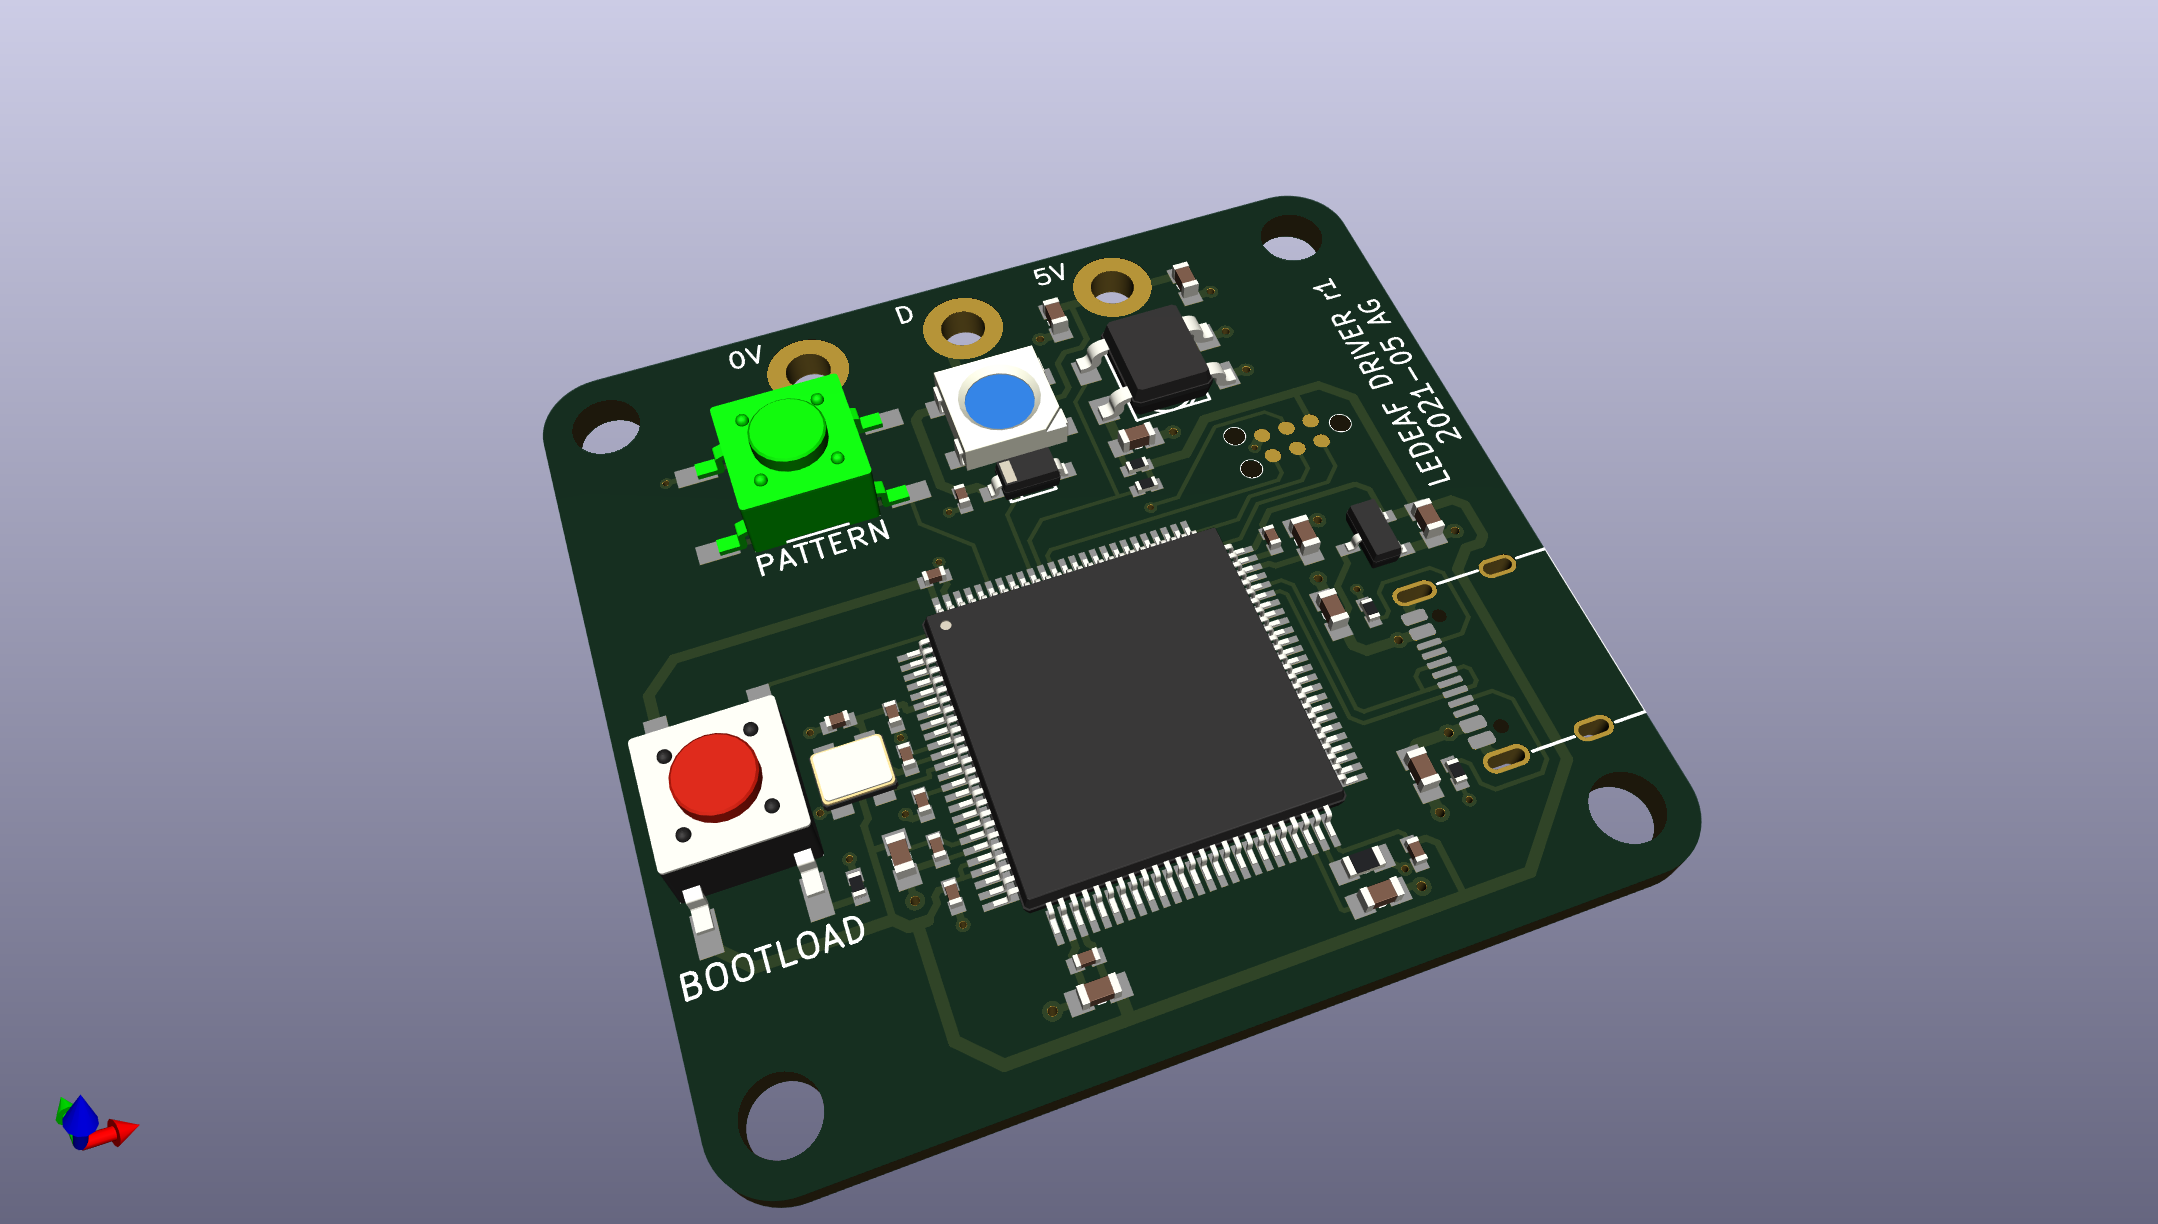 0V
D
5V
LEDEAF DRIVER r1
2021-05 AG
PATTERN
BOOTLOAD